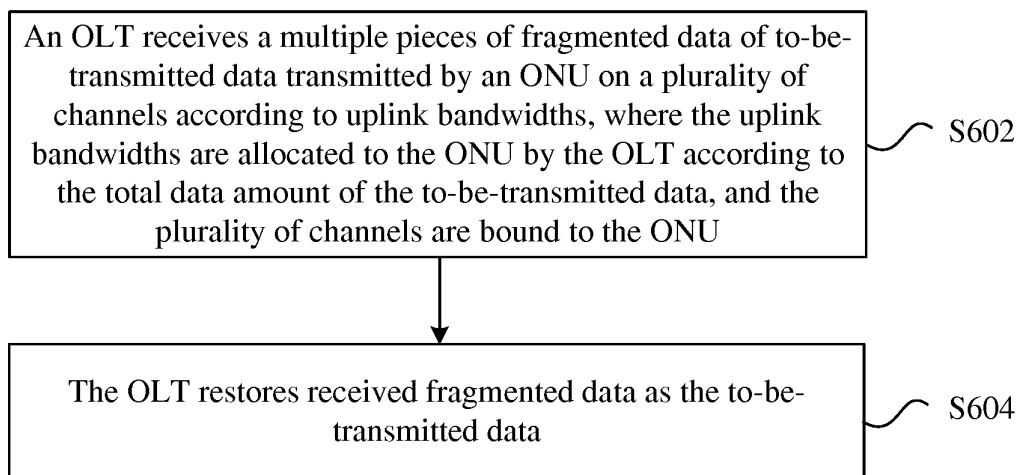 An OLT receives a multiple pieces of fragmented data of to-be-
transmitted data transmitted by an ONU on a plurality of
channels according to uplink bandwidths, where the uplink
bandwidths are allocated to the ONU by the OLT according to
the total data amount of the to-be-transmitted data, and the
plurality of channels are bound to the ONU
S602
The OLT restores received fragmented data as the to-be-
transmitted data
S604